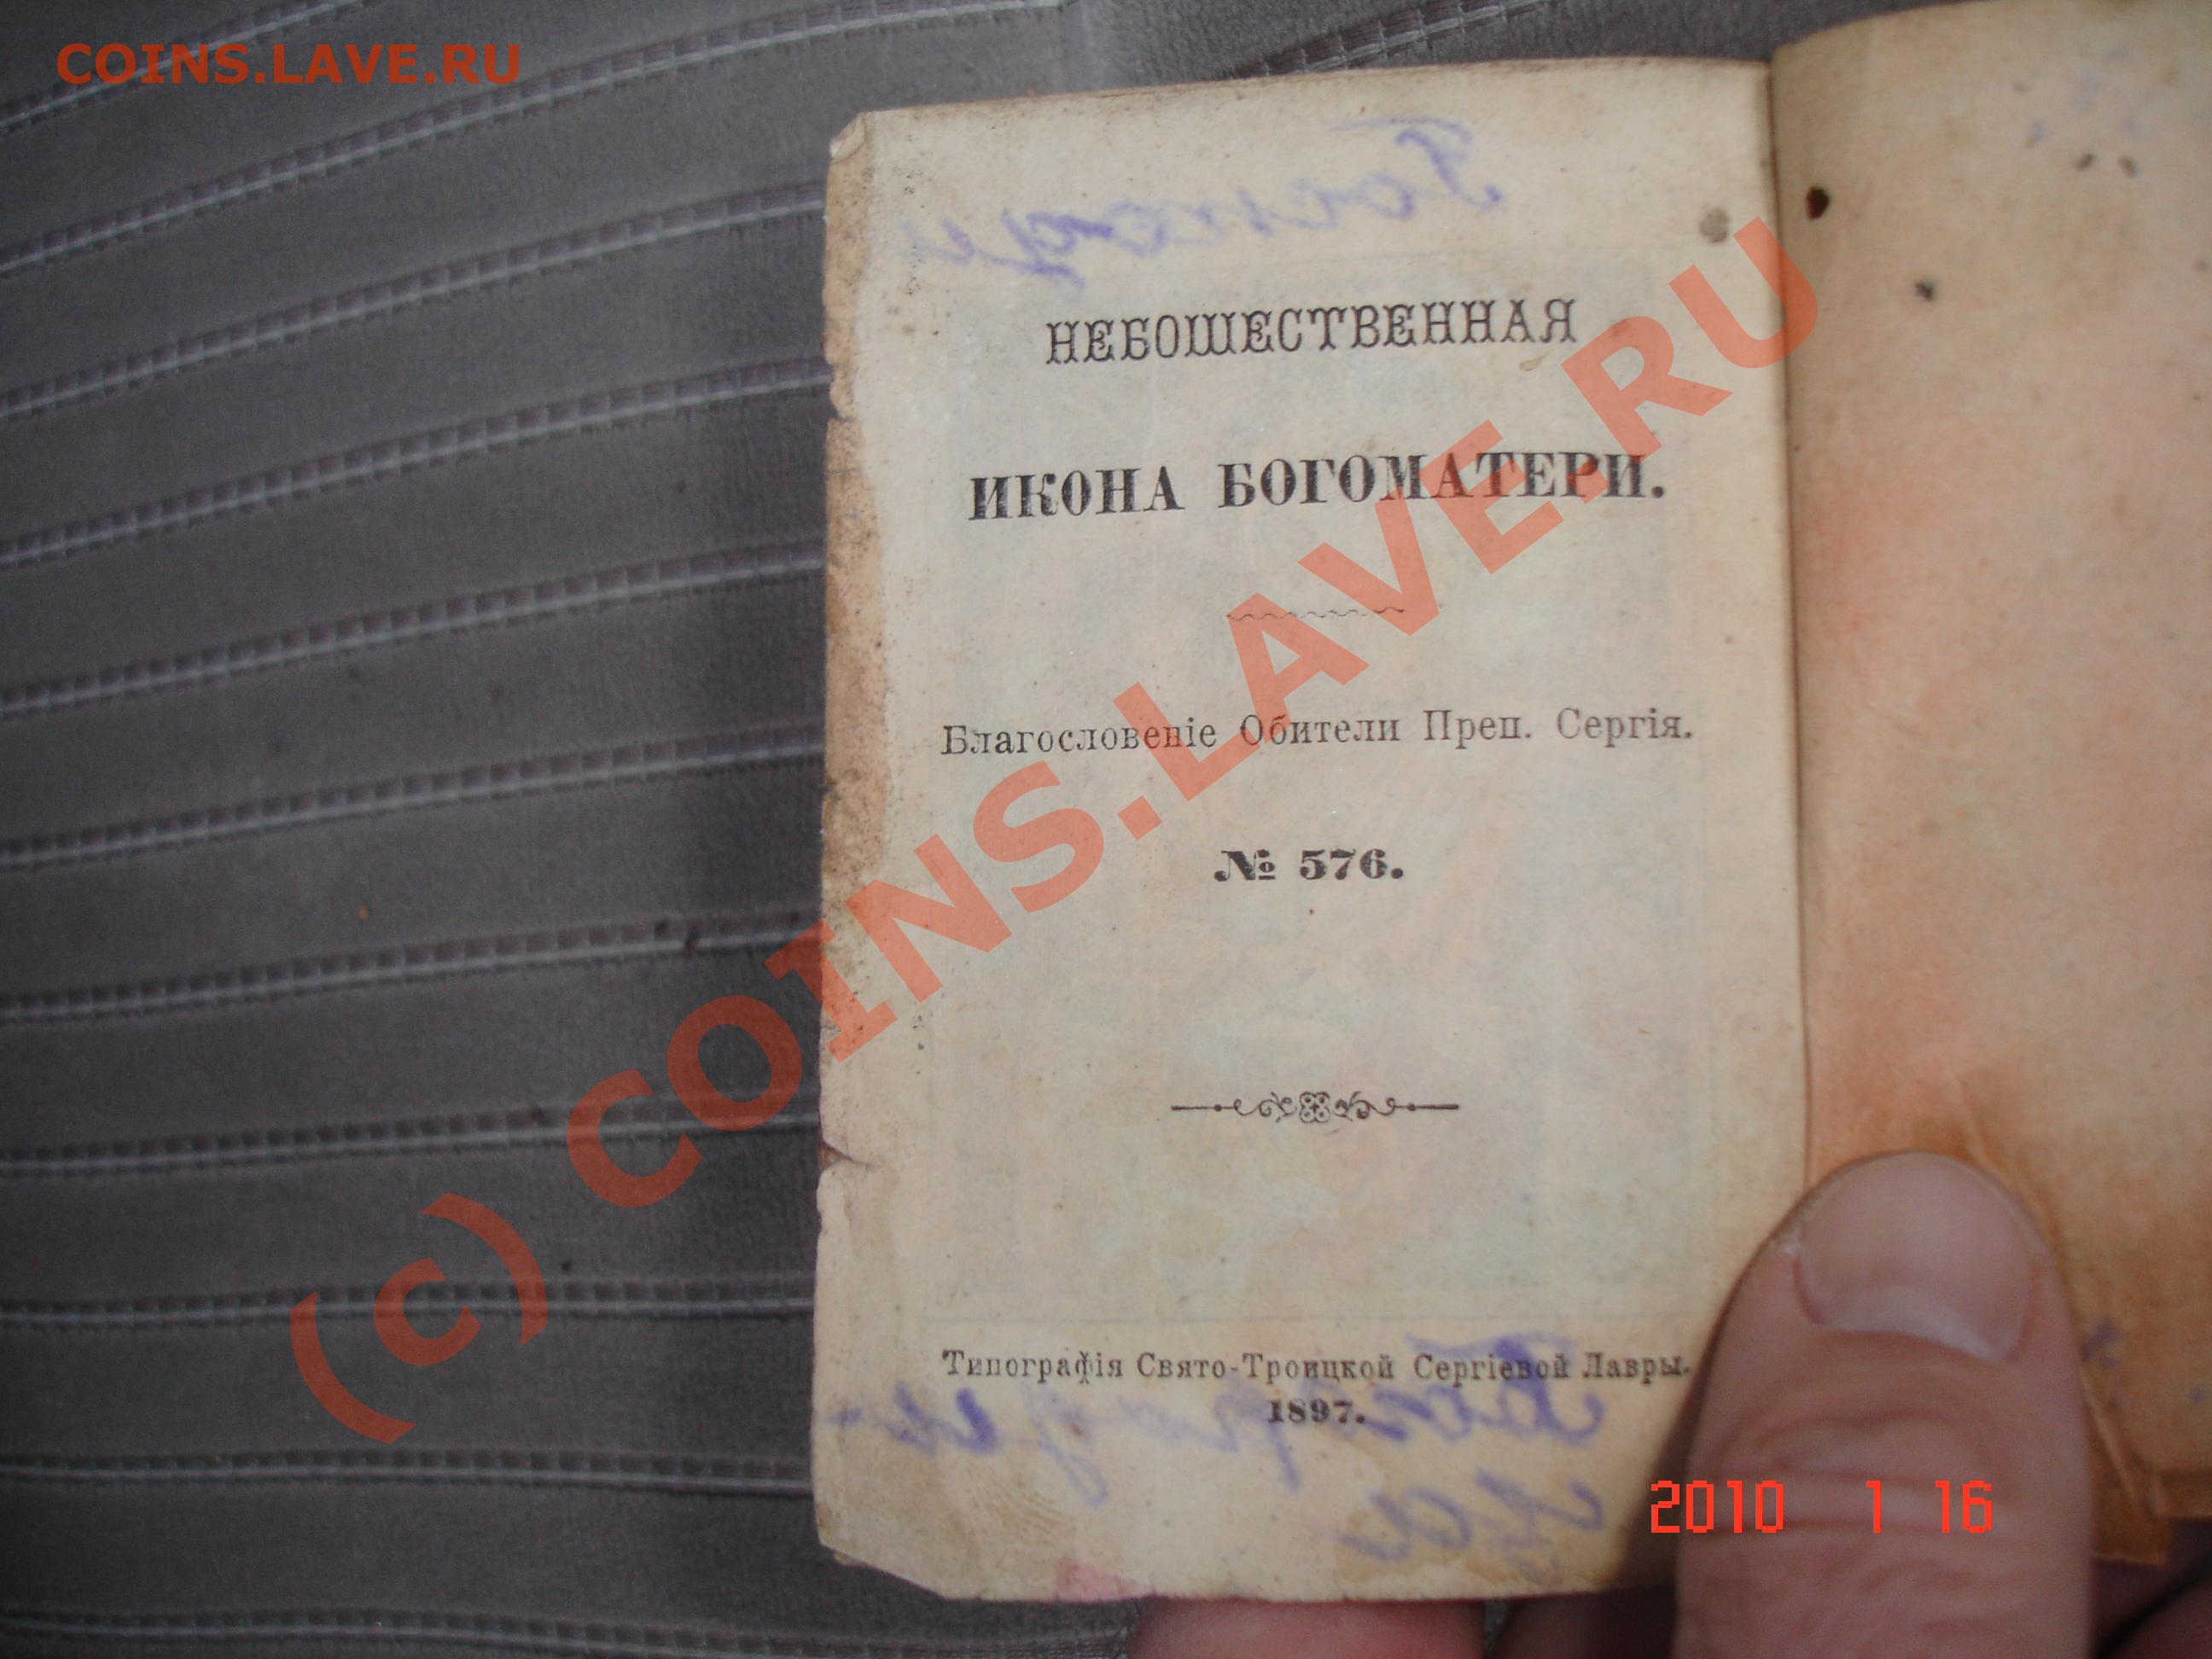 COINS.LAVE.RU
НЕБОШЕСТВЕННАЯ
ИКОНА БОГОМАТЕРИ.
Благословеніе Обители Преп. Сергія.
№ 576.
(c) COINS.LAVE.RU
Типографія Свято-Троицкой Сергіевой Лавры.
1897.
2010 1 16